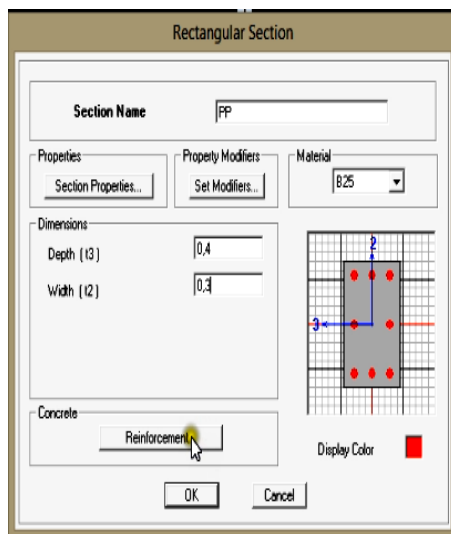 Rectangular Section
Section Name PP
Properties Property Modifiers Material
Section Properties... Set Modifiers... B25
Dimensions
Depth ( t3 ) 0,4
Width ( t2 ) 0,3
2
3
Concrete
Reinforcement
Display Color
OK Cancel